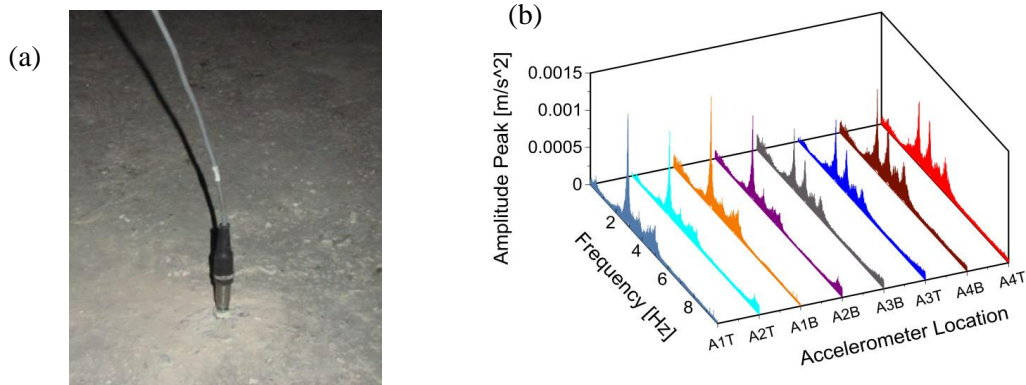 (a)
(b)
Amplitude Peak [m/s^2]
0.0015
0.001
0.0005
0
2
4
6
8
Frequency [Hz]
A1T
A2T
A1B
A2B
A3B
A3T
A4B
A4T
Accelerometer Location